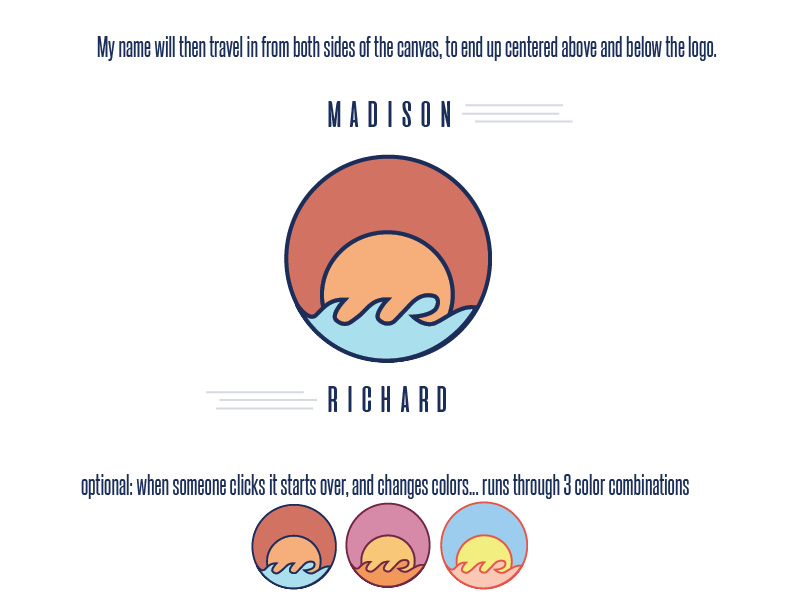 My name will then travel in from both sides of the canvas, to end up centered above and below the logo.
MADISON
RICHARD
optional: when someone clicks it starts over, and changes colors... runs through 3 color combinations